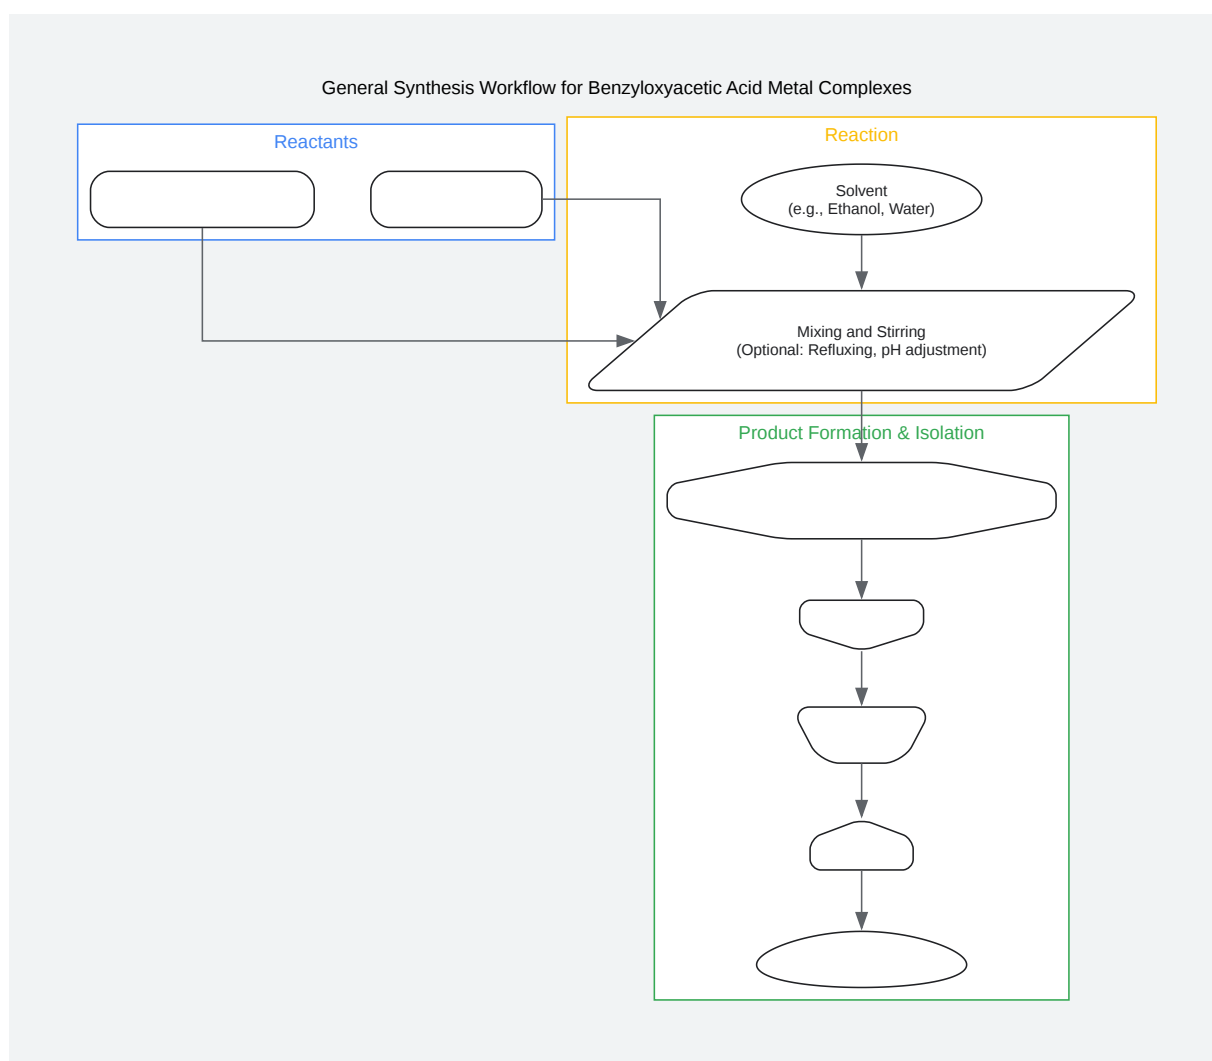 General Synthesis Workflow for Benzyloxyacetic Acid Metal Complexes
Reactants
Reaction
Solvent
(e.g., Ethanol, Water)
Mixing and Stirring
(Optional: Refluxing, pH adjustment)
Product Formation & Isolation